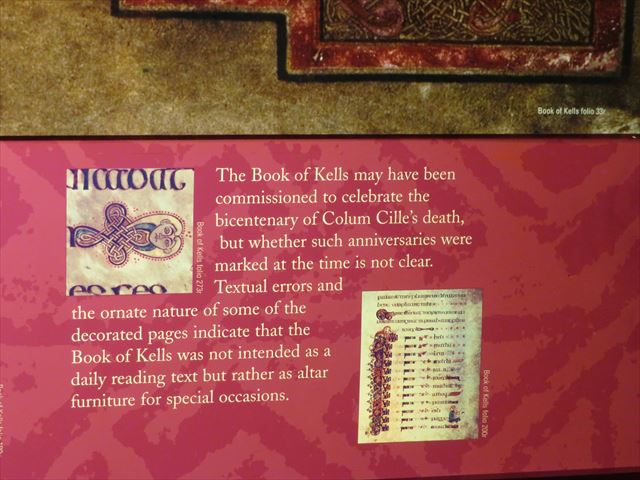 Book of Kells folio 33r
The Book of Kells may have been
commissioned to celebrate the
bicentenary of Colum Cille's death,
but whether such anniversaries were
marked at the time is not clear.
Textual errors and
the ornate nature of some of the
decorated pages indicate that the
Book of Kells was not intended as a
daily reading text but rather as altar
furniture for special occasions.
Book of Kells folio 273r
Book of Kells folio 200r